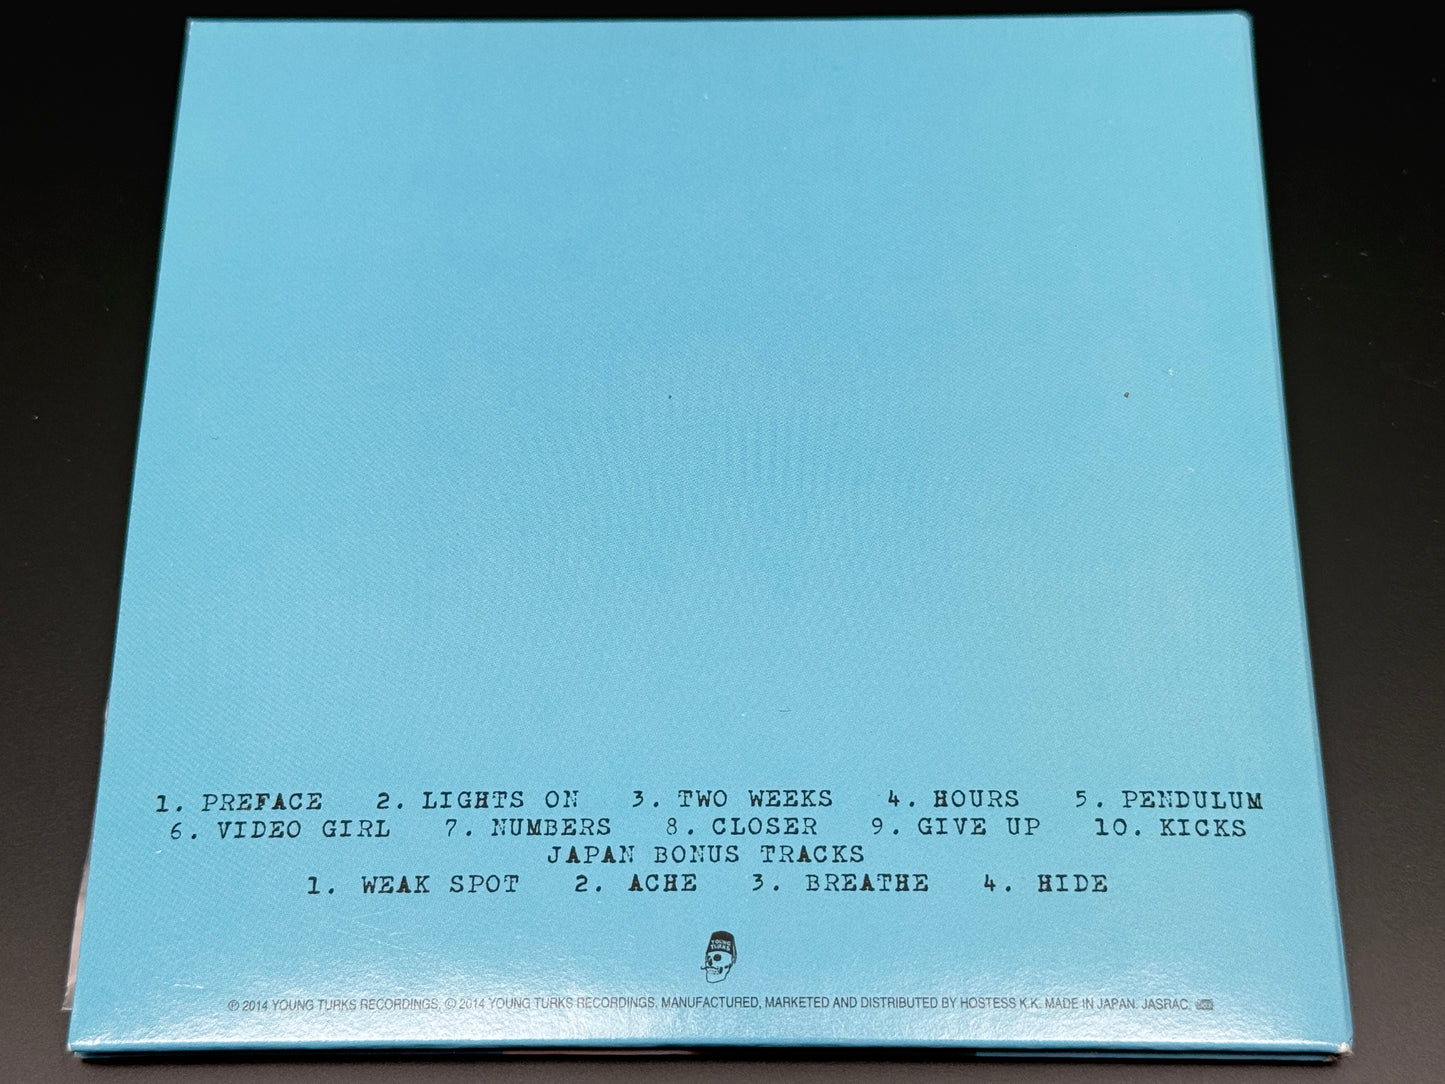 1. PREFACE 2. LIGHTS ON 3. TWO WEEKS 4. HOURS 5. PENDULUM
6. VIDEO GIRL 7. NUMBERS 8. CLOSER 9. GIVE UP 10. KICKS
JAPAN BONUS TRACKS
1. WEAK SPOT 2. ACHE 3. BREATHE 4. HIDE
YOUNG
TURKS
℗ 2014 YOUNG TURKS RECORDINGS, © 2014 YOUNG TURKS RECORDINGS. MANUFACTURED, MARKETED AND DISTRIBUTED BY HOSTESS K.K. MADE IN JAPAN. JASRAC.